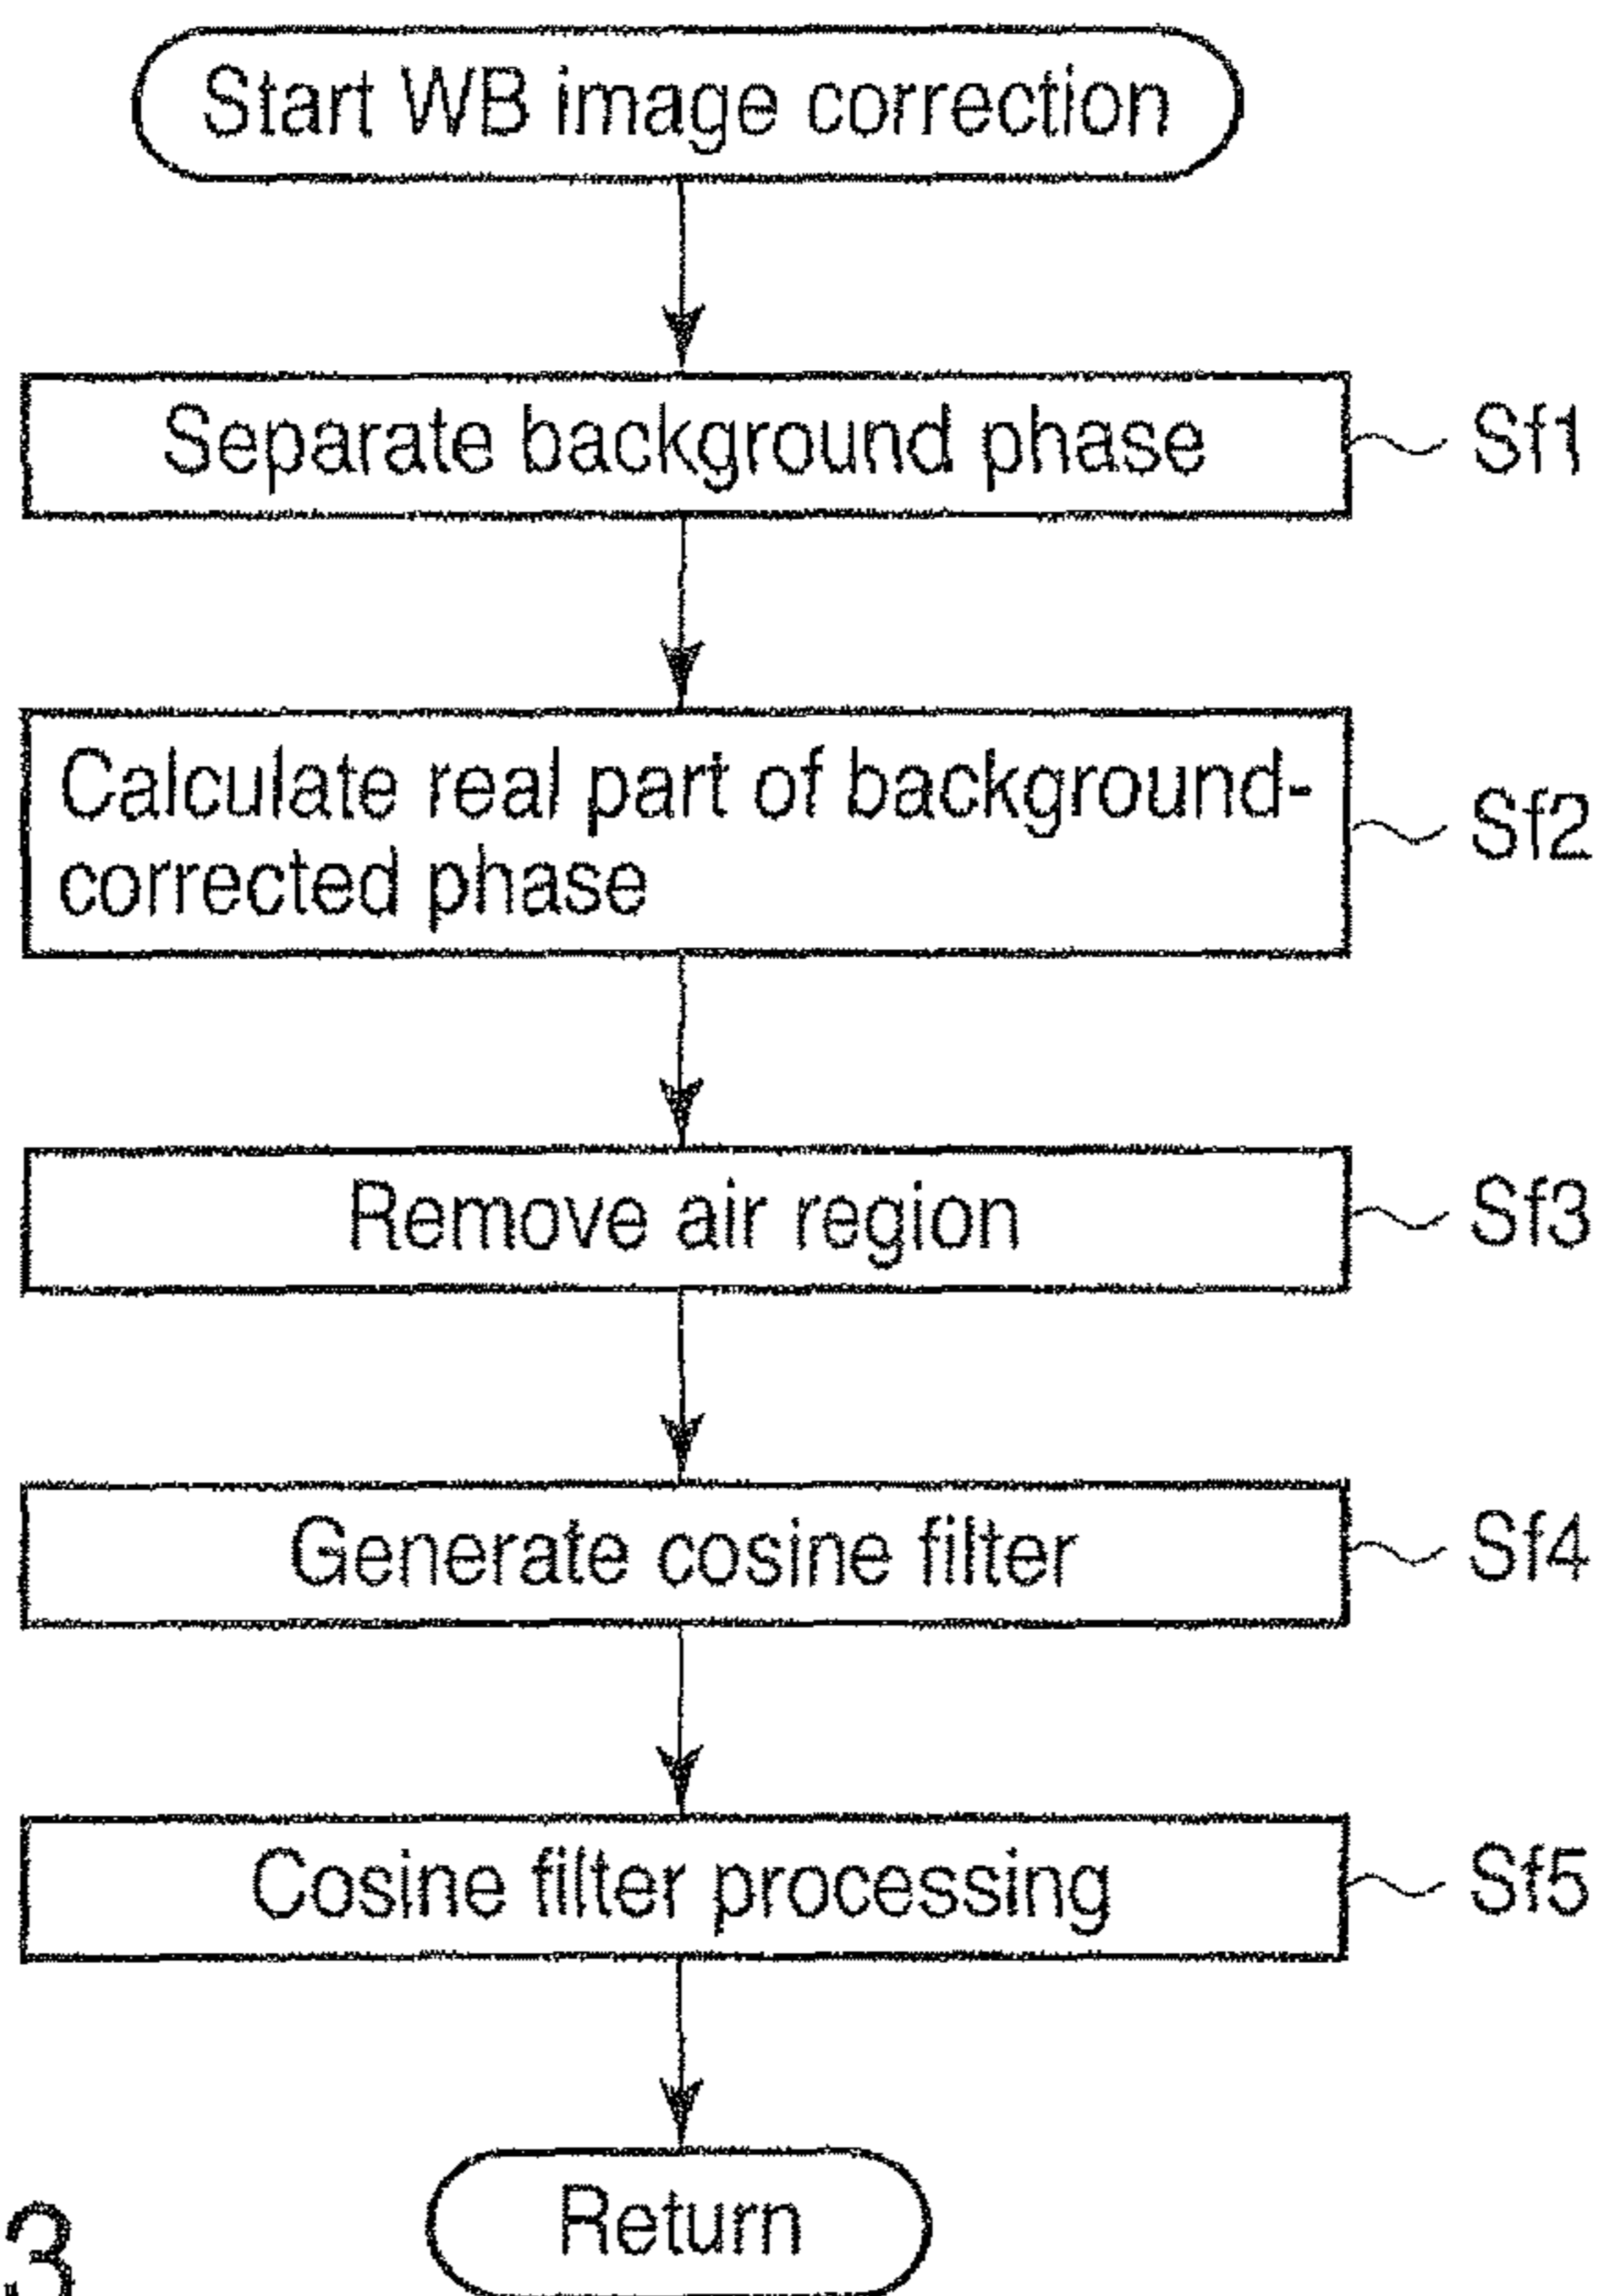 Start WB image correction
Separate background phase
Sf1
Calculate real part of background-
corrected phase
Sf2
Remove air region
Sf3
Generate cosine filter
Sf4
Cosine filter processing
Sf5
Return
3